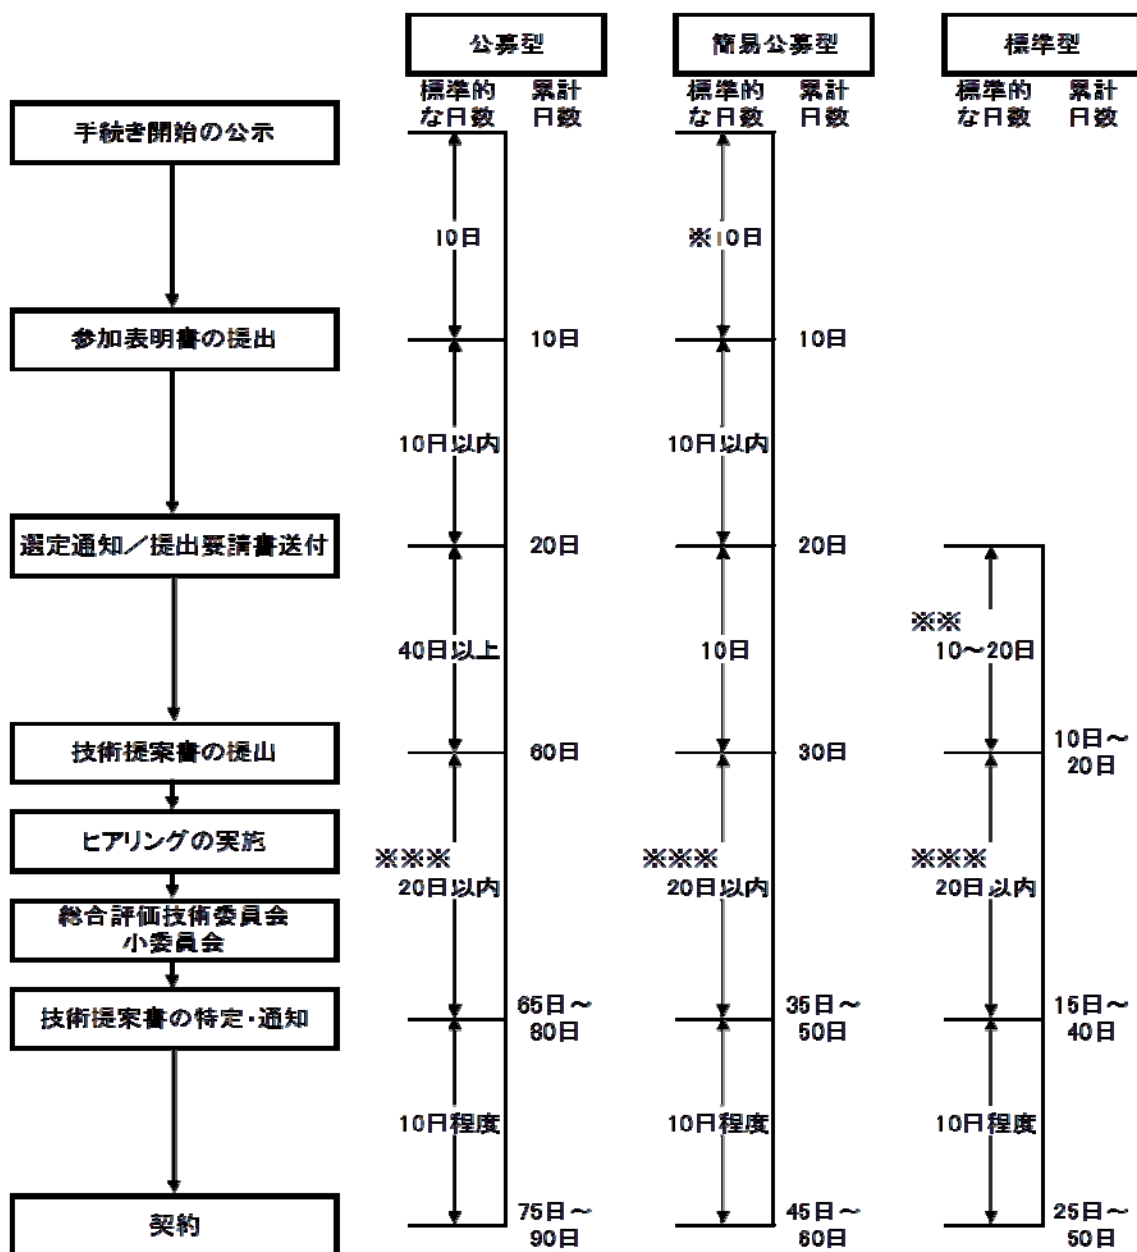 公募型
簡易公募型
標準型
標準的
な日数
累計
日数
標準的
な日数
累計
日数
標準的
な日数
累計
日数
手続き開始の公示
10日
※10日
参加表明書の提出
10日
10日
10日以内
10日以内
選定通知／提出要請書送付
20日
20日
40日以上
10日
※※
10～20日
技術提案書の提出
60日
30日
10日～
20日
ヒアリングの実施
※※※
20日以内
※※※
20日以内
※※※
20日以内
総合評価技術委員会
小委員会
技術提案書の特定・通知
65日～
80日
35日～
50日
15日～
40日
10日程度
10日程度
10日程度
契約
75日～
90日
45日～
60日
25日～
50日